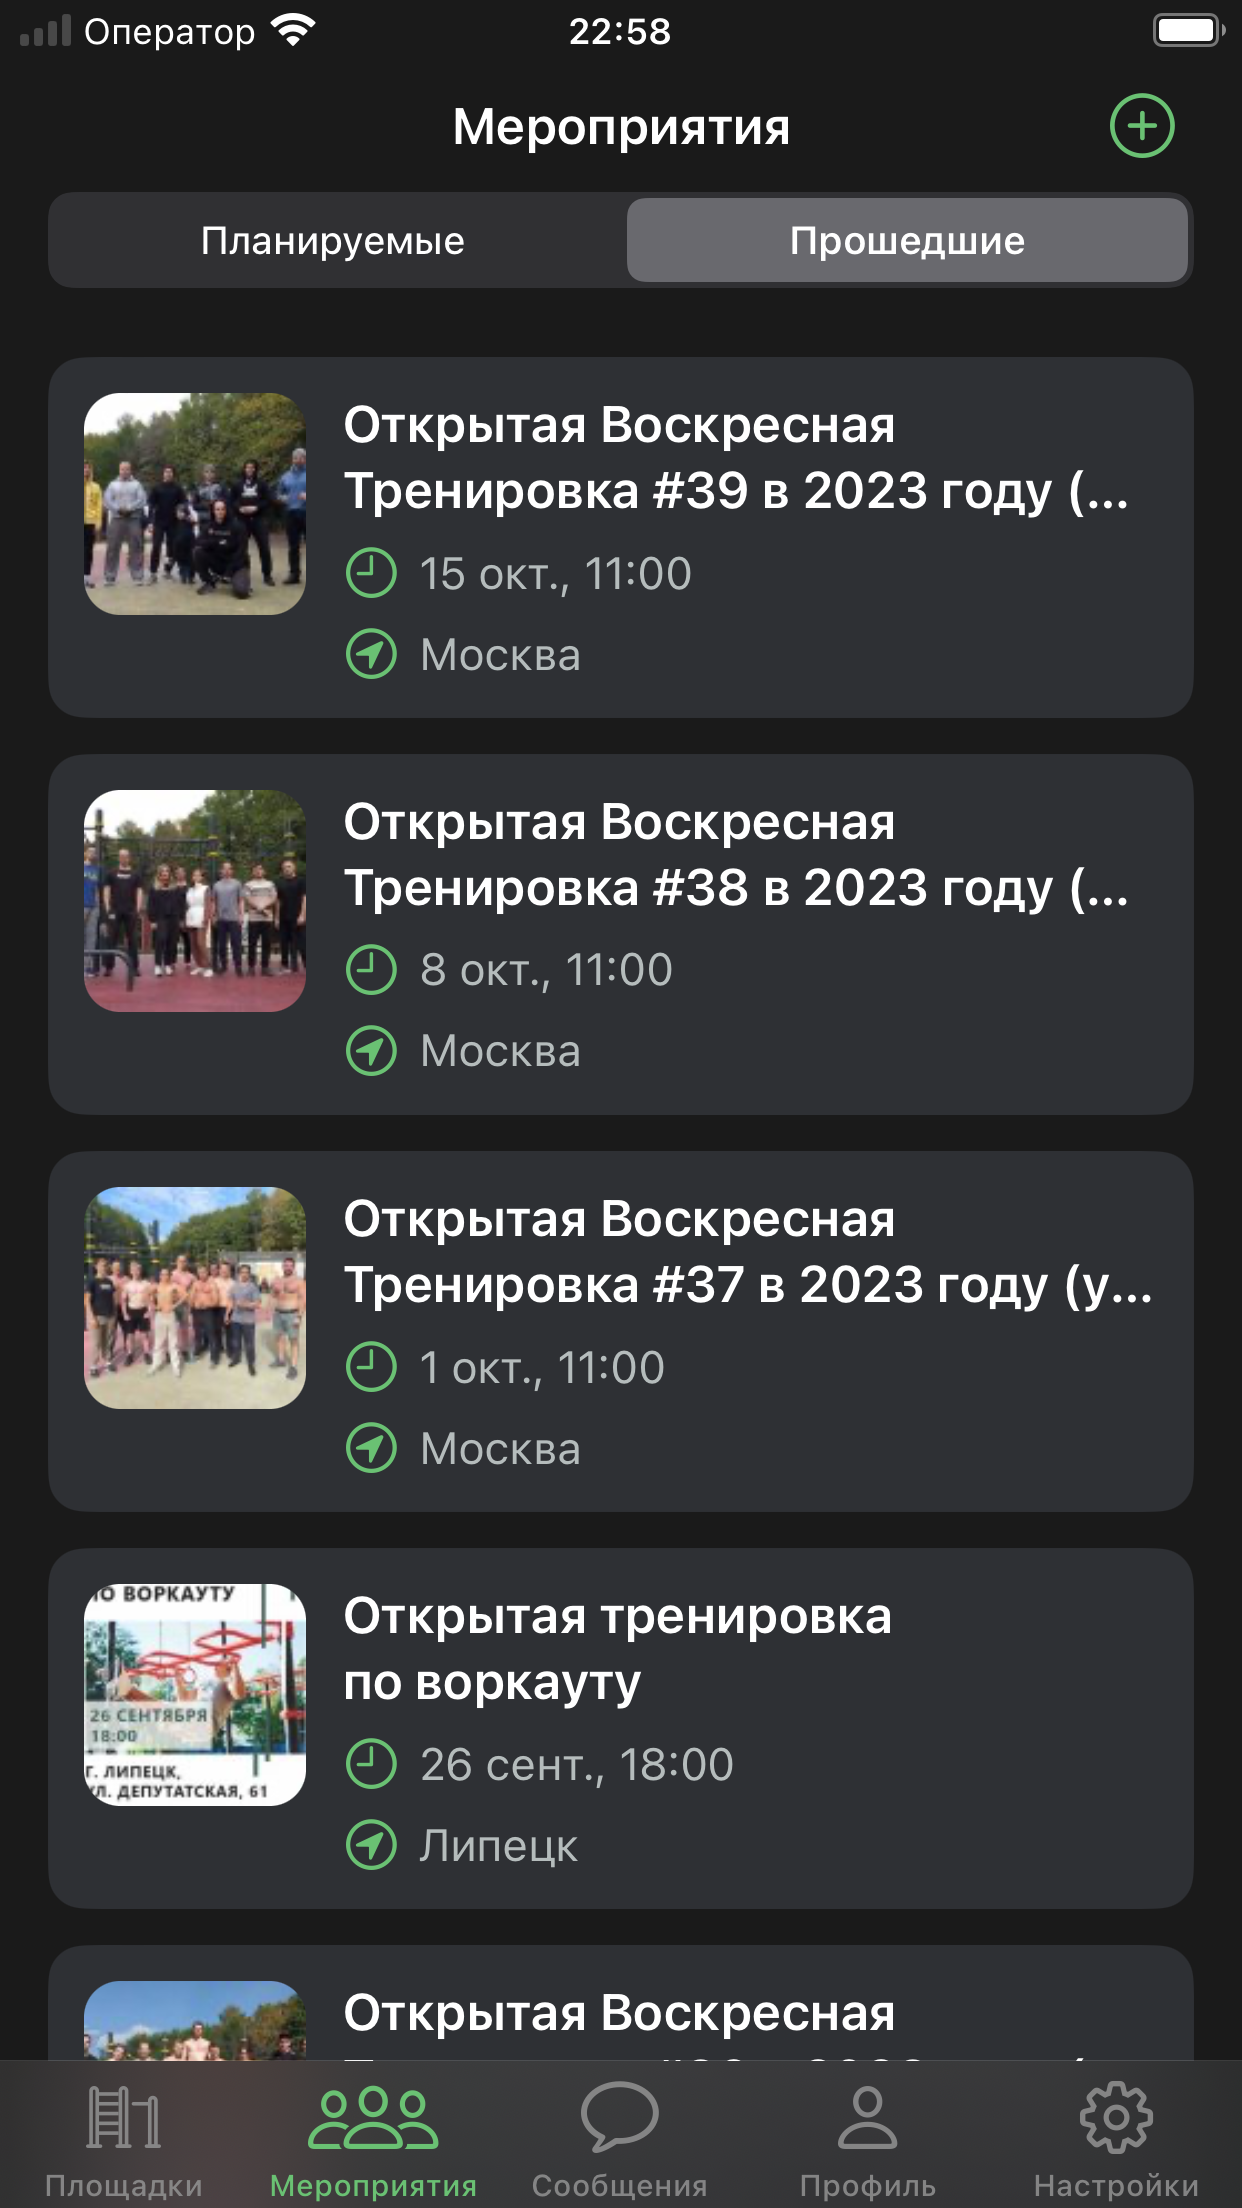 Оператор 22:58
Мероприятия
Планируемые Прошедшие
Открытая Воскресная
Тренировка #39 в 2023 году (...
15 окт., 11:00
Москва
Открытая Воскресная
Тренировка #38 в 2023 году (...
8 окт., 11:00
Москва
Открытая Воскресная
Тренировка #37 в 2023 году (у...
1 окт., 11:00
Москва
ВОРКАУТУ
26 СЕНТЯБРЯ
18:00
Г. ЛИПЕЦК,
УЛ. ДЕПУТАТСКАЯ, 61
Открытая тренировка
по воркауту
26 сент., 18:00
Липецк
Открытая Воскресная
Площадки Мероприятия Сообщения Профиль Настройки